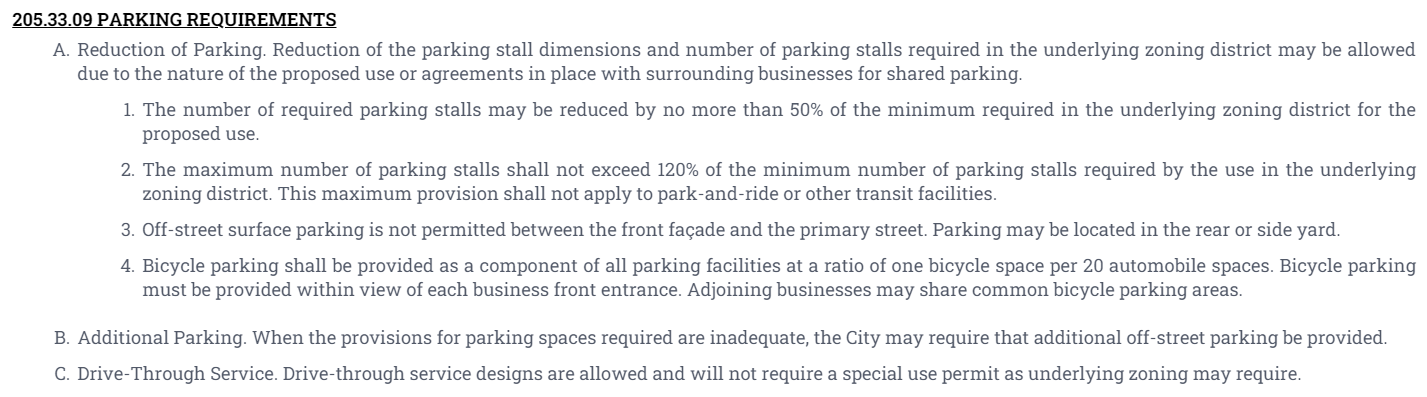 205.33.09 PARKING REQUIREMENTS
A. Reduction of Parking. Reduction of the parking stall dimensions and number of parking stalls required in the underlying zoning district may be allowed
due to the nature of the proposed use or agreements in place with surrounding businesses for shared parking.
1. The number of required parking stalls may be reduced by no more than 50% of the minimum required in the underlying zoning district for the
proposed use.
2. The maximum number of parking stalls shall not exceed 120% of the minimum number of parking stalls required by the use in the underlying
zoning district. This maximum provision shall not apply to park-and-ride or other transit facilities.
3. Off-street surface parking is not permitted between the front façade and the primary street. Parking may be located in the rear or side yard.
4. Bicycle parking shall be provided as a component of all parking facilities at a ratio of one bicycle space per 20 automobile spaces. Bicycle parking
must be provided within view of each business front entrance. Adjoining businesses may share common bicycle parking areas.
B. Additional Parking. When the provisions for parking spaces required are inadequate, the City may require that additional off-street parking be provided.
C. Drive-Through Service. Drive-through service designs are allowed and will not require a special use permit as underlying zoning may require.